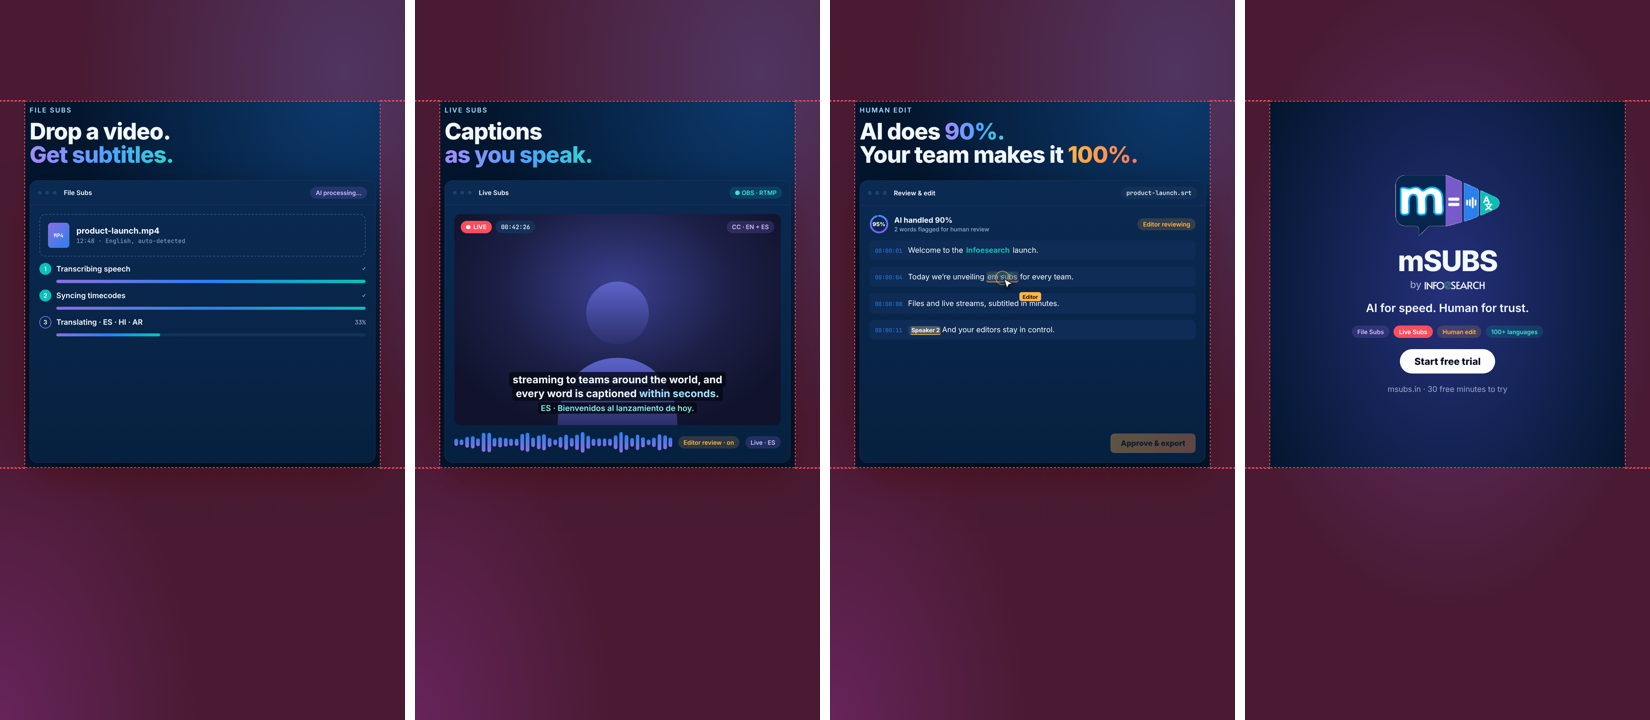 FILE SUBS
Drop a video.
Get subtitles.
File Subs
AI processing...
MP4
product-launch.mp4
12:48 · English, auto-detected
1 Transcribing speech ✓
2 Syncing timecodes ✓
3 Translating · ES · HI · AR 33%
LIVE SUBS
Captions
as you speak.
Live Subs
OBS · RTMP
LIVE 00:42:26
CC · EN + ES
streaming to teams around the world, and
every word is captioned within seconds.
ES · Bienvenidos al lanzamiento de hoy.
Editor review · on
Live · ES
HUMAN EDIT
AI does 90%.
Your team makes it 100%.
Review & edit
product-launch.srt
95%
AI handled 90%
2 words flagged for human review
Editor reviewing
00:00:01 Welcome to the Infoesearch launch.
00:00:04 Today we're unveiling em subs for every team.
Editor
00:00:08 Files and live streams, subtitled in minutes.
00:00:11 Speaker 2 And your editors stay in control.
Approve & export
m
mSUBS
by INFOESEARCH
AI for speed. Human for trust.
File Subs
Live Subs
Human edit
100+ languages
Start free trial
msubs.in · 30 free minutes to try